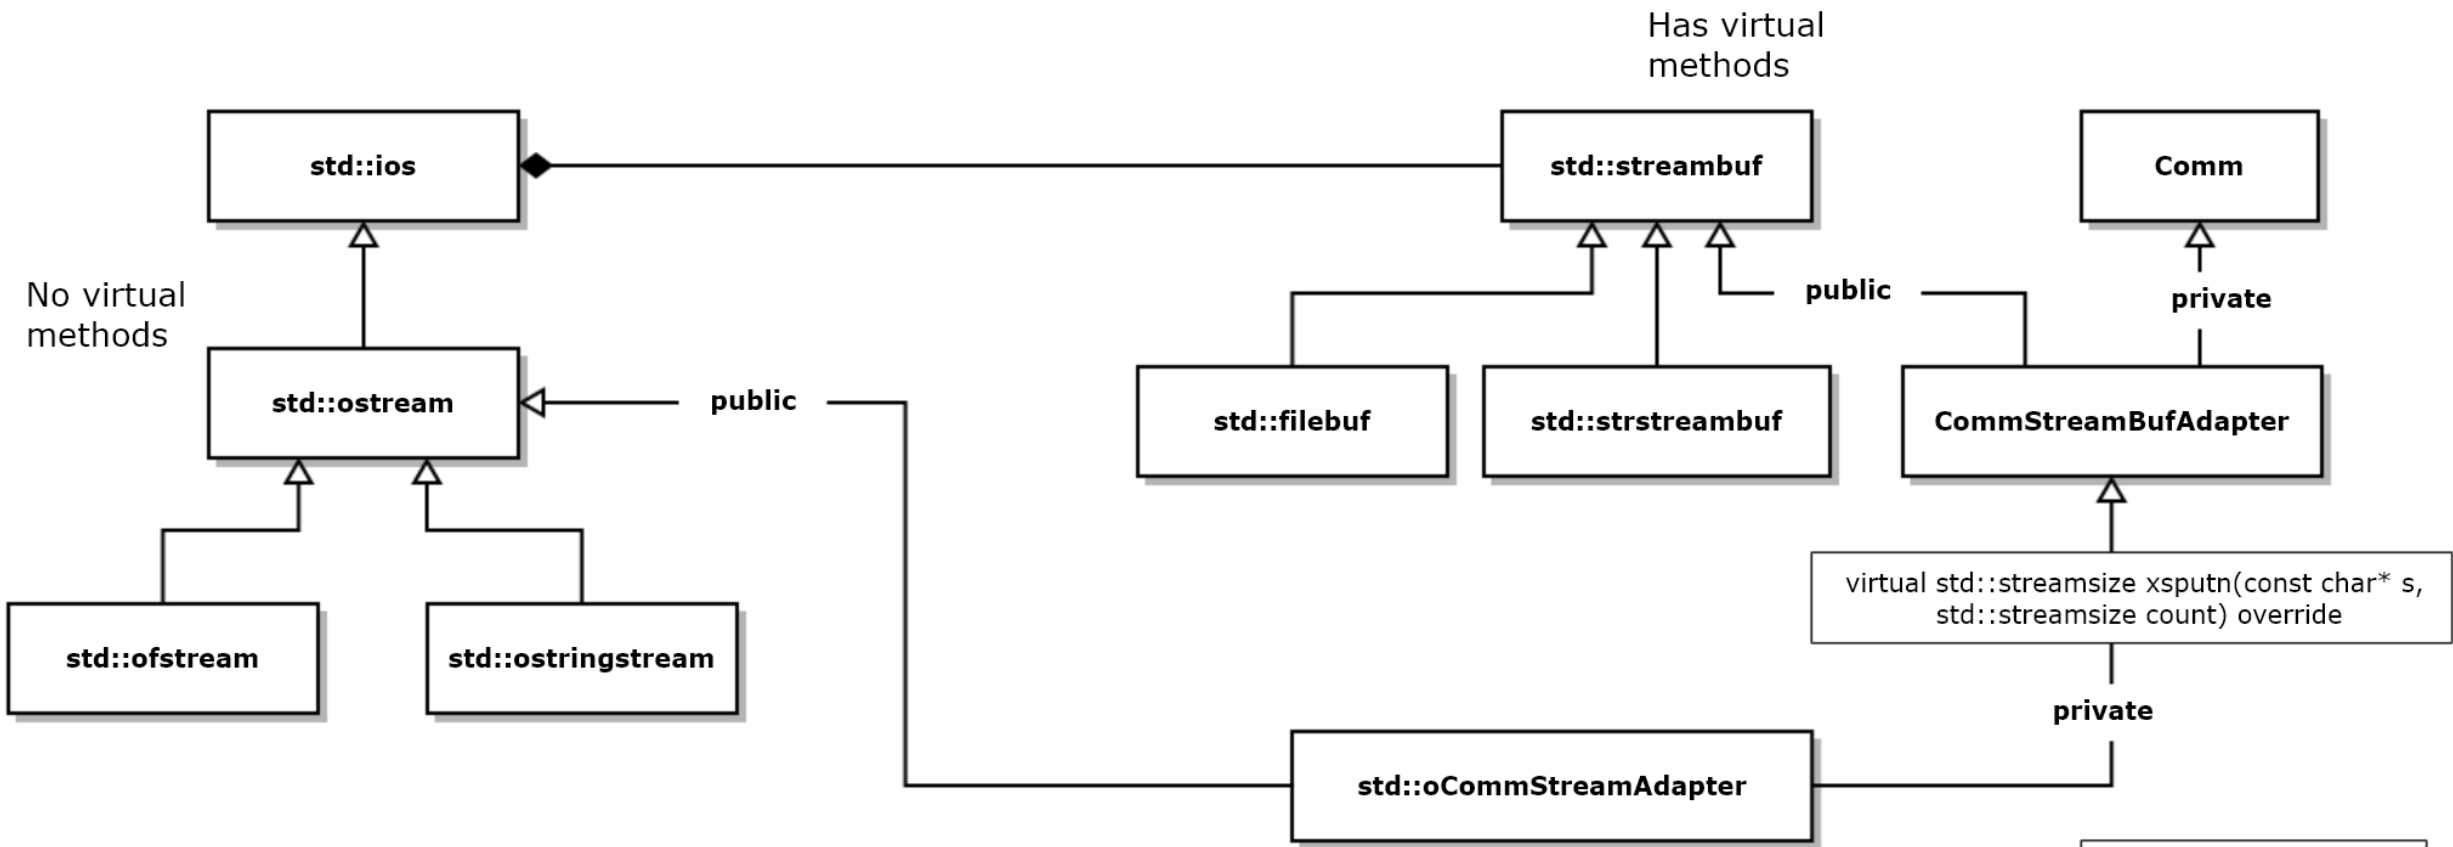 Has virtual
methods
std::ios
std::streambuf
Comm
No virtual
methods
public
private
std::ostream
public
std::filebuf
std::strstreambuf
CommStreamBufAdapter
virtual std::streamsize xsputn(const char* s,
std::streamsize count) override
std::ofstream
std::ostringstream
private
std::oCommStreamAdapter